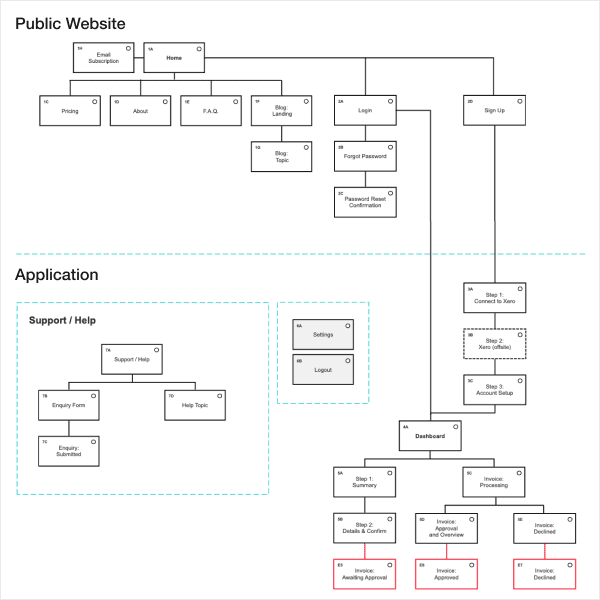 Public Website
1H
Email
Subscription
1A
Home
1C
Pricing
1D
About
1E
F.A.Q.
1F
Blog:
Landing
2A
Login
2D
Sign Up
1G
Blog:
Topic
2B
Forgot Password
2C
Password Reset
Confirmation
Application
3A
Step 1:
Connect to Xero
Support / Help
6A
Settings
3B
Step 2:
Xero (offsite)
7A
Support / Help
6B
Logout
3C
Step 3:
Account Setup
7B
Enquiry Form
7D
Help Topic
4A
Dashboard
7C
Enquiry:
Submitted
5A
Step 1:
Summary
5C
Invoice:
Processing
5B
Step 2:
Details & Confirm
5D
Invoice:
Approval
and Overview
5E
Invoice:
Declined
E5
Invoice:
Awaiting Approval
E6
Invoice:
Approved
E7
Invoice:
Declined